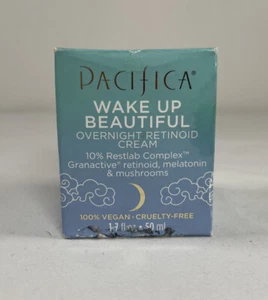 PACIFICA®
WAKE UP
BEAUTIFUL
OVERNIGHT RETINOID
CREAM
10% Restlab Complex™
Granactive® retinoid, melatonin
& mushrooms
100% VEGAN • CRUELTY-FREE
1.7 fl oz • 50 ml